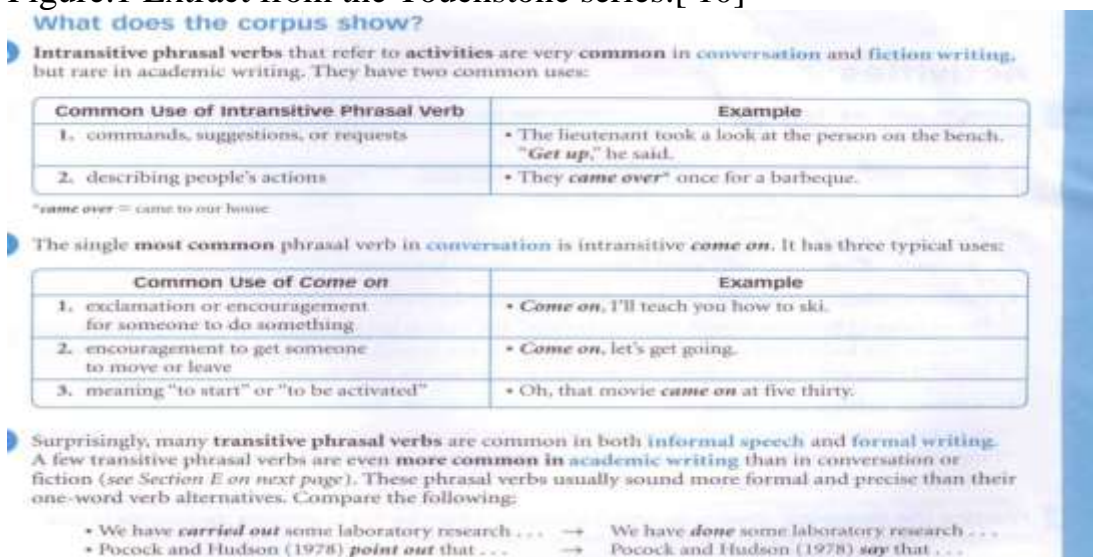 Figure.1 Extract from the Touchstone series.[ 16]
What does the corpus show?
Intransitive phrasal verbs that refer to activities are very common in conversation and fiction writing,
but rare in academic writing. They have two common uses:
Common Use of Intransitive Phrasal Verb Example
1. commands, suggestions, or requests • The lieutenant took a look at the person on the bench.
"Get up," he said.
2. describing people's actions • They came over* once for a barbeque.
*came over = came to our house
The single most common phrasal verb in conversation is intransitive come on. It has three typical uses:
Common Use of Come on Example
1. exclamation or encouragement • Come on, I'll teach you how to ski.
for someone to do something
2. encouragement to get someone • Come on, let's get going.
to move or leave
3. meaning "to start" or "to be activated" • Oh, that movie came on at five thirty.
Surprisingly, many transitive phrasal verbs are common in both informal speech and formal writing.
A few transitive phrasal verbs are even more common in academic writing than in conversation or
fiction (see Section E on next page). These phrasal verbs usually sound more formal and precise than their
one-word verb alternatives. Compare the following:
• We have carried out some laboratory research . . . → We have done some laboratory research . . .
• Pocock and Hudson (1978) point out that . . . → Pocock and Hudson (1978) say that . . .